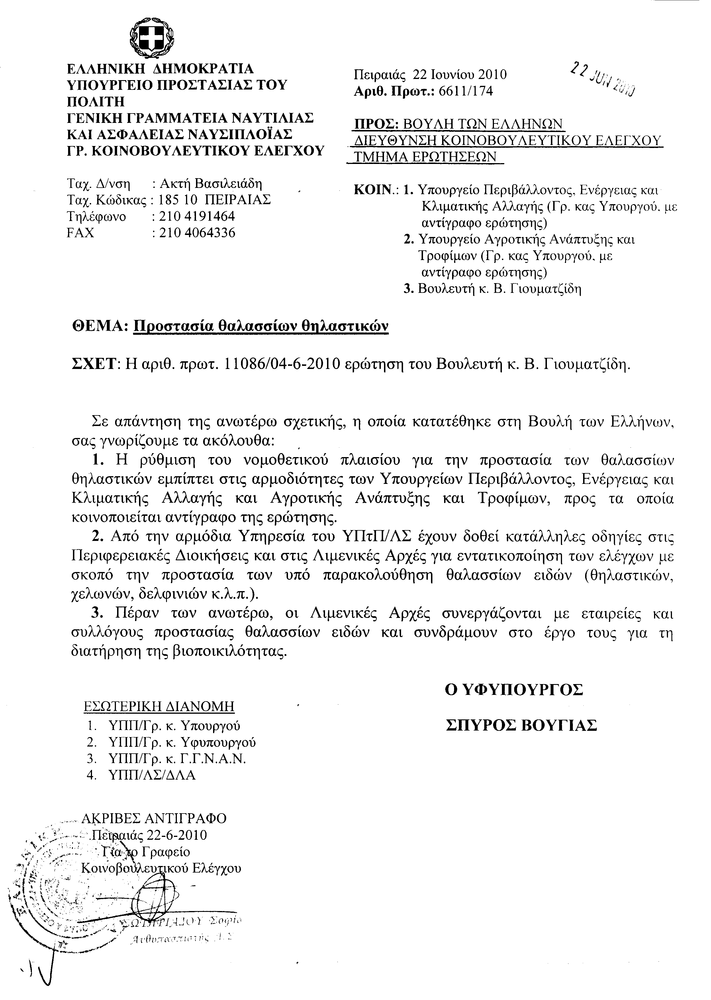 ΕΛΛΗΝΙΚΗ ΔΗΜΟΚΡΑΤΙΑ
ΥΠΟΥΡΓΕΙΟ ΠΡΟΣΤΑΣΙΑΣ ΤΟΥ
ΠΟΛΙΤΗ
ΓΕΝΙΚΗ ΓΡΑΜΜΑΤΕΙΑ ΝΑΥΤΙΛΙΑΣ
ΚΑΙ ΑΣΦΑΛΕΙΑΣ ΝΑΥΣΙΠΛΟΪΑΣ
ΓΡ. ΚΟΙΝΟΒΟΥΛΕΥΤΙΚΟΥ ΕΛΕΓΧΟΥ
Ταχ. Δ/νση : Ακτή Βασιλειάδη
Ταχ. Κώδικας : 185 10 ΠΕΙΡΑΙΑΣ
Τηλέφωνο : 210 4191464
FAX : 210 4064336
Πειραιάς 22 Ιουνίου 2010
22 JUN 2010
Αριθ. Πρωτ.: 6611/174
ΠΡΟΣ: ΒΟΥΛΗ ΤΩΝ ΕΛΛΗΝΩΝ
ΔΙΕΥΘΥΝΣΗ ΚΟΙΝΟΒΟΥΛΕΥΤΙΚΟΥ ΕΛΕΓΧΟΥ
ΤΜΗΜΑ ΕΡΩΤΗΣΕΩΝ
ΚΟΙΝ.: 1. Υπουργείο Περιβάλλοντος, Ενέργειας και
Κλιματικής Αλλαγής (Γρ. κας Υπουργού, με
αντίγραφο ερώτησης)
2. Υπουργείο Αγροτικής Ανάπτυξης και
Τροφίμων (Γρ. κας Υπουργού, με
αντίγραφο ερώτησης)
3. Βουλευτή κ. Β. Γιουματζίδη
ΘΕΜΑ: Προστασία θαλασσίων θηλαστικών
ΣΧΕΤ: Η αριθ. πρωτ. 11086/04-6-2010 ερώτηση του Βουλευτή κ. Β. Γιουματζίδη.
Σε απάντηση της ανωτέρω σχετικής, η οποία κατατέθηκε στη Βουλή των Ελλήνων,
σας γνωρίζουμε τα ακόλουθα:
1. Η ρύθμιση του νομοθετικού πλαισίου για την προστασία των θαλασσίων
θηλαστικών εμπίπτει στις αρμοδιότητες των Υπουργείων Περιβάλλοντος, Ενέργειας και
Κλιματικής Αλλαγής και Αγροτικής Ανάπτυξης και Τροφίμων, προς τα οποία
κοινοποιείται αντίγραφο της ερώτησης.
2. Από την αρμόδια Υπηρεσία του ΥΠτΠ/ΛΣ έχουν δοθεί κατάλληλες οδηγίες στις
Περιφερειακές Διοικήσεις και στις Λιμενικές Αρχές για εντατικοποίηση των ελέγχων με
σκοπό την προστασία των υπό παρακολούθηση θαλασσίων ειδών (θηλαστικών,
χελωνών, δελφινιών κ.λ.π.).
3. Πέραν των ανωτέρω, οι Λιμενικές Αρχές συνεργάζονται με εταιρείες και
συλλόγους προστασίας θαλασσίων ειδών και συνδράμουν στο έργο τους για τη
διατήρηση της βιοποικιλότητας.
Ο ΥΦΥΠΟΥΡΓΟΣ
ΣΠΥΡΟΣ ΒΟΥΓΙΑΣ
ΕΣΩΤΕΡΙΚΗ ΔΙΑΝΟΜΗ
1. ΥΠΠ/Γρ. κ. Υπουργού
2. ΥΠΠ/Γρ. κ. Υφυπουργού
3. ΥΠΠ/Γρ. κ. Γ.Γ.Ν.Α.Ν.
4. ΥΠΠ/ΛΣ/ΔΛΑ
ΑΚΡΙΒΕΣ ΑΝΤΙΓΡΑΦΟ
Πειραιάς 22-6-2010
Για το Γραφείο
Κοινοβουλευτικού Ελέγχου
Σοφία
Ανθυπασπιστής Λ.Σ